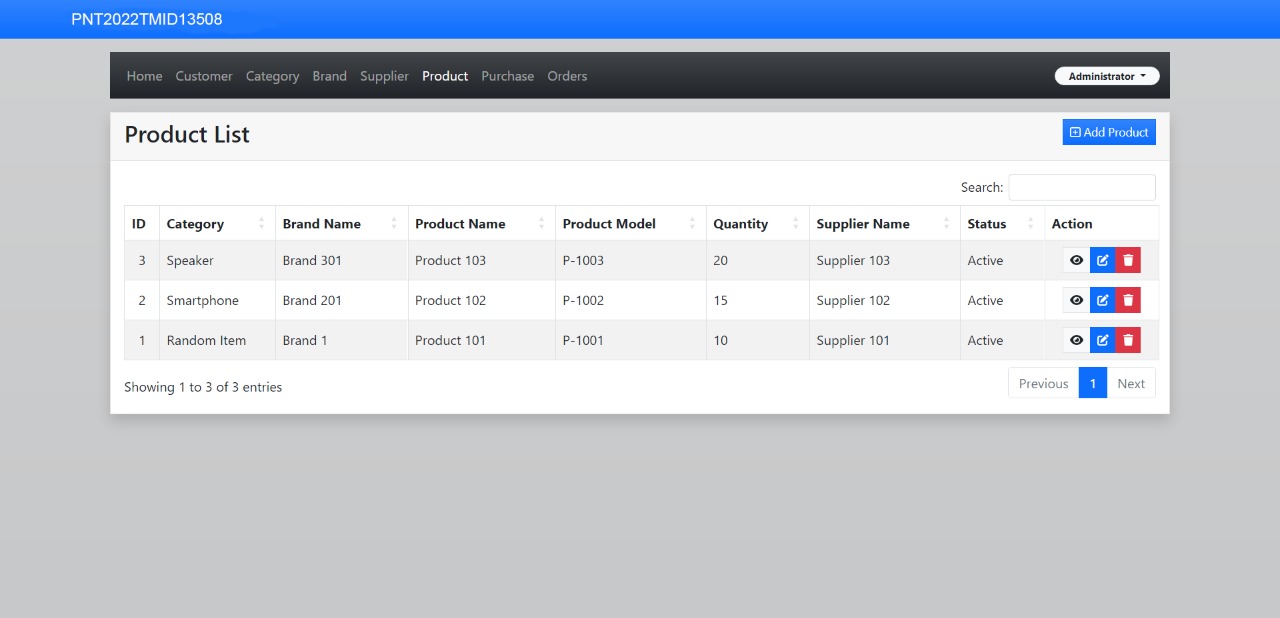 PNT2022TMID13508
Home Customer Category Brand Supplier Product Purchase Orders Administrator
Product List Add Product
Search:
ID Category Brand Name Product Name Product Model Quantity Supplier Name Status Action
3 Speaker Brand 301 Product 103 P-1003 20 Supplier 103 Active
2 Smartphone Brand 201 Product 102 P-1002 15 Supplier 102 Active
1 Random Item Brand 1 Product 101 P-1001 10 Supplier 101 Active
Showing 1 to 3 of 3 entries Previous 1 Next